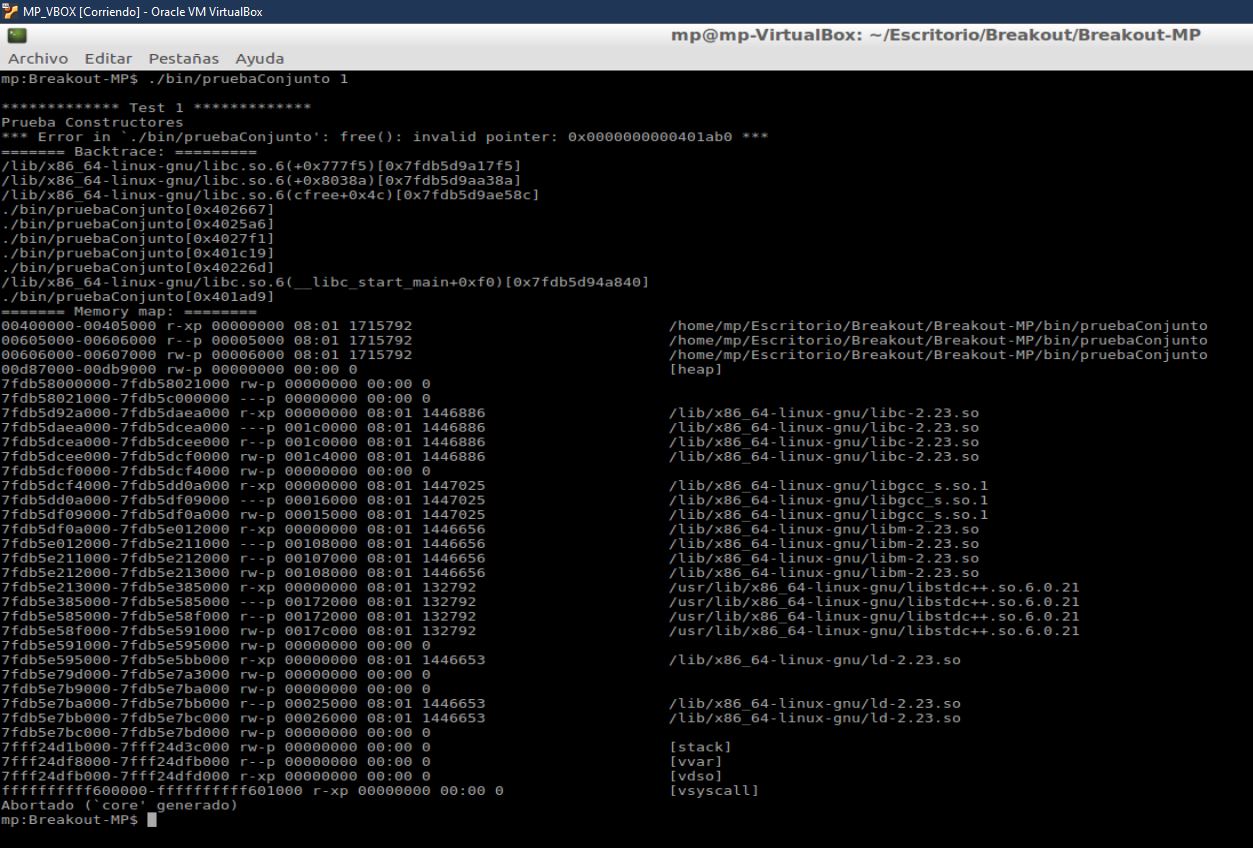 MP_VBOX [Corriendo] - Oracle VM VirtualBox
mp@mp-VirtualBox: ~/Escritorio/Breakout/Breakout-MP
Archivo Editar Pestañas Ayuda
mp:Breakout-MP$ ./bin/pruebaConjunto 1
************* Test 1 *************
Prueba Constructores
*** Error in `./bin/pruebaConjunto': free(): invalid pointer: 0x0000000000401ab0 ***
======= Backtrace: =========
/lib/x86_64-linux-gnu/libc.so.6(+0x777f5)[0x7fdb5d9a17f5]
/lib/x86_64-linux-gnu/libc.so.6(+0x8038a)[0x7fdb5d9aa38a]
/lib/x86_64-linux-gnu/libc.so.6(cfree+0x4c)[0x7fdb5d9ae58c]
./bin/pruebaConjunto[0x402667]
./bin/pruebaConjunto[0x4025a6]
./bin/pruebaConjunto[0x4027f1]
./bin/pruebaConjunto[0x401c19]
./bin/pruebaConjunto[0x40226d]
/lib/x86_64-linux-gnu/libc.so.6(__libc_start_main+0xf0)[0x7fdb5d94a840]
./bin/pruebaConjunto[0x401ad9]
======= Memory map: ========
00400000-00405000 r-xp 00000000 08:01 1715792 /home/mp/Escritorio/Breakout/Breakout-MP/bin/pruebaConjunto
00605000-00606000 r--p 00005000 08:01 1715792 /home/mp/Escritorio/Breakout/Breakout-MP/bin/pruebaConjunto
00606000-00607000 rw-p 00006000 08:01 1715792 /home/mp/Escritorio/Breakout/Breakout-MP/bin/pruebaConjunto
00d87000-00db9000 rw-p 00000000 00:00 0 [heap]
7fdb58000000-7fdb58021000 rw-p 00000000 00:00 0
7fdb58021000-7fdb5c000000 ---p 00000000 00:00 0
7fdb5d92a000-7fdb5daea000 r-xp 00000000 08:01 1446886 /lib/x86_64-linux-gnu/libc-2.23.so
7fdb5daea000-7fdb5dcea000 ---p 001c0000 08:01 1446886 /lib/x86_64-linux-gnu/libc-2.23.so
7fdb5dcea000-7fdb5dcee000 r--p 001c0000 08:01 1446886 /lib/x86_64-linux-gnu/libc-2.23.so
7fdb5dcee000-7fdb5dcf0000 rw-p 001c4000 08:01 1446886 /lib/x86_64-linux-gnu/libc-2.23.so
7fdb5dcf0000-7fdb5dcf4000 rw-p 00000000 00:00 0
7fdb5dcf4000-7fdb5dd0a000 r-xp 00000000 08:01 1447025 /lib/x86_64-linux-gnu/libgcc_s.so.1
7fdb5dd0a000-7fdb5df09000 ---p 00016000 08:01 1447025 /lib/x86_64-linux-gnu/libgcc_s.so.1
7fdb5df09000-7fdb5df0a000 rw-p 00015000 08:01 1447025 /lib/x86_64-linux-gnu/libgcc_s.so.1
7fdb5df0a000-7fdb5e012000 r-xp 00000000 08:01 1446656 /lib/x86_64-linux-gnu/libm-2.23.so
7fdb5e012000-7fdb5e211000 ---p 00108000 08:01 1446656 /lib/x86_64-linux-gnu/libm-2.23.so
7fdb5e211000-7fdb5e212000 r--p 00107000 08:01 1446656 /lib/x86_64-linux-gnu/libm-2.23.so
7fdb5e212000-7fdb5e213000 rw-p 00108000 08:01 1446656 /lib/x86_64-linux-gnu/libm-2.23.so
7fdb5e213000-7fdb5e385000 r-xp 00000000 08:01 132792 /usr/lib/x86_64-linux-gnu/libstdc++.so.6.0.21
7fdb5e385000-7fdb5e585000 ---p 00172000 08:01 132792 /usr/lib/x86_64-linux-gnu/libstdc++.so.6.0.21
7fdb5e585000-7fdb5e58f000 r--p 00172000 08:01 132792 /usr/lib/x86_64-linux-gnu/libstdc++.so.6.0.21
7fdb5e58f000-7fdb5e591000 rw-p 0017c000 08:01 132792 /usr/lib/x86_64-linux-gnu/libstdc++.so.6.0.21
7fdb5e591000-7fdb5e595000 rw-p 00000000 00:00 0
7fdb5e595000-7fdb5e5bb000 r-xp 00000000 08:01 1446653 /lib/x86_64-linux-gnu/ld-2.23.so
7fdb5e79d000-7fdb5e7a3000 rw-p 00000000 00:00 0
7fdb5e7b9000-7fdb5e7ba000 rw-p 00000000 00:00 0
7fdb5e7ba000-7fdb5e7bb000 r--p 00025000 08:01 1446653 /lib/x86_64-linux-gnu/ld-2.23.so
7fdb5e7bb000-7fdb5e7bc000 rw-p 00026000 08:01 1446653 /lib/x86_64-linux-gnu/ld-2.23.so
7fdb5e7bc000-7fdb5e7bd000 rw-p 00000000 00:00 0
7fff24d1b000-7fff24d3c000 rw-p 00000000 00:00 0 [stack]
7fff24df8000-7fff24dfb000 r--p 00000000 00:00 0 [vvar]
7fff24dfb000-7fff24dfd000 r-xp 00000000 00:00 0 [vdso]
ffffffffff600000-ffffffffff601000 r-xp 00000000 00:00 0 [vsyscall]
Abortado (`core' generado)
mp:Breakout-MP$